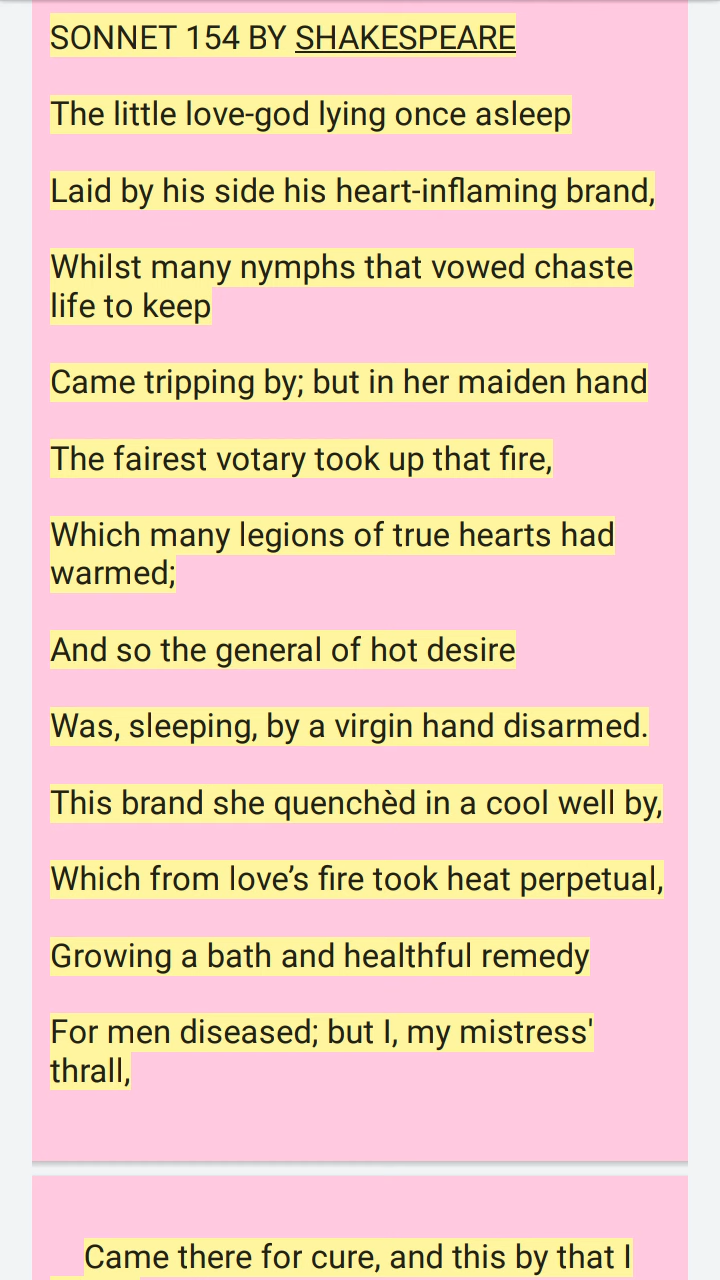 SONNET 154 BY SHAKESPEARE
The little love-god lying once asleep
Laid by his side his heart-inflaming brand,
Whilst many nymphs that vowed chaste
life to keep
Came tripping by; but in her maiden hand
The fairest votary took up that fire,
Which many legions of true hearts had
warmed;
And so the general of hot desire
Was, sleeping, by a virgin hand disarmed.
This brand she quenchèd in a cool well by,
Which from love’s fire took heat perpetual,
Growing a bath and healthful remedy
For men diseased; but I, my mistress'
thrall,
Came there for cure, and this by that I